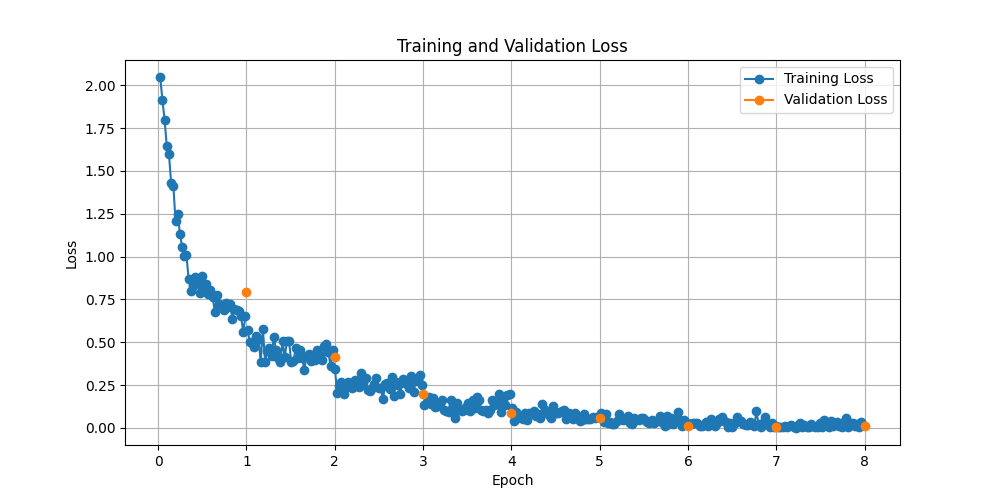 Training and Validation Loss
Training Loss
Validation Loss
2.00
1.75
1.50
1.25
1.00
0.75
0.50
0.25
0.00
Loss
0 1 2 3 4 5 6 7 8
Epoch